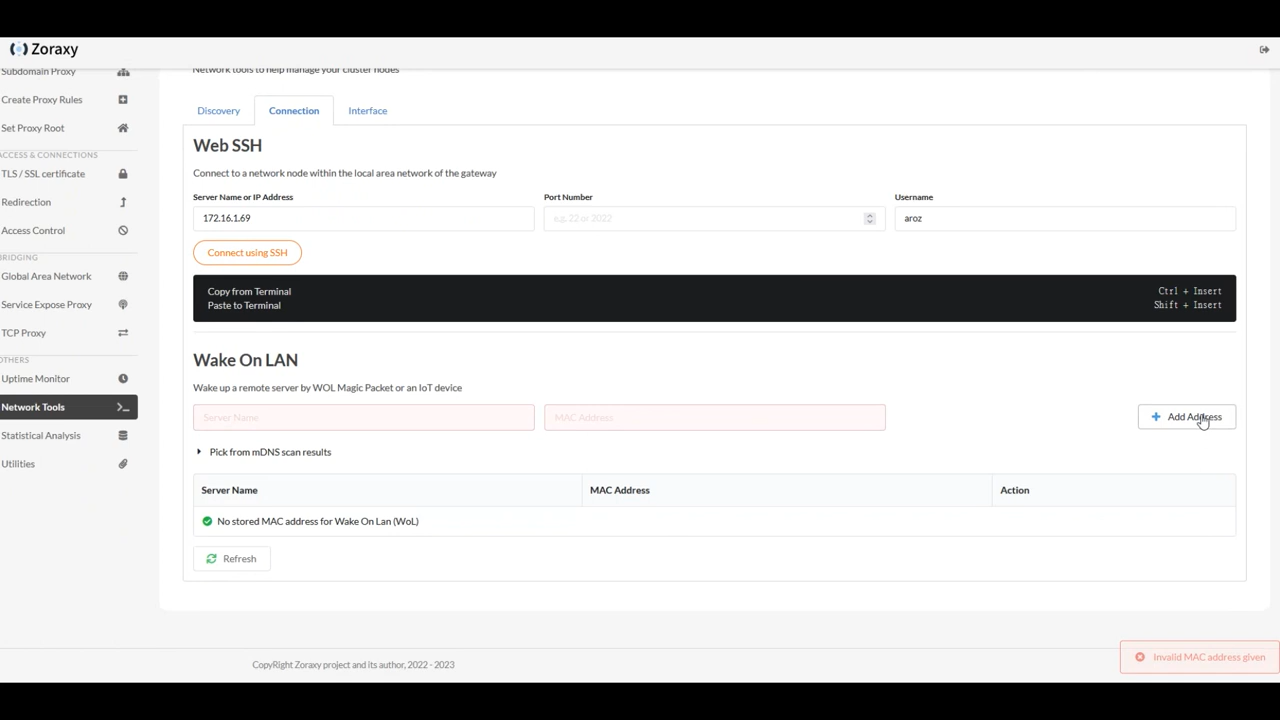 Zoraxy
Subdomain Proxy
Create Proxy Rules
Set Proxy Root
ACCESS & CONNECTIONS
TLS / SSL certificate
Redirection
Access Control
BRIDGING
Global Area Network
Service Expose Proxy
TCP Proxy
OTHERS
Uptime Monitor
Network Tools
Statistical Analysis
Utilities
Network tools to help manage your cluster nodes
Discovery Connection Interface
Web SSH
Connect to a network node within the local area network of the gateway
Server Name or IP Address Port Number Username
172.16.1.69 e.g. 22 or 2022 aroz
Connect using SSH
Copy from Terminal Ctrl + Insert
Paste to Terminal Shift + Insert
Wake On LAN
Wake up a remote server by WOL Magic Packet or an IoT device
Server Name MAC Address Add Address
Pick from mDNS scan results
Server Name MAC Address Action
No stored MAC address for Wake On Lan (WoL)
Refresh
CopyRight Zoraxy project and its author, 2022 - 2023
Invalid MAC address given